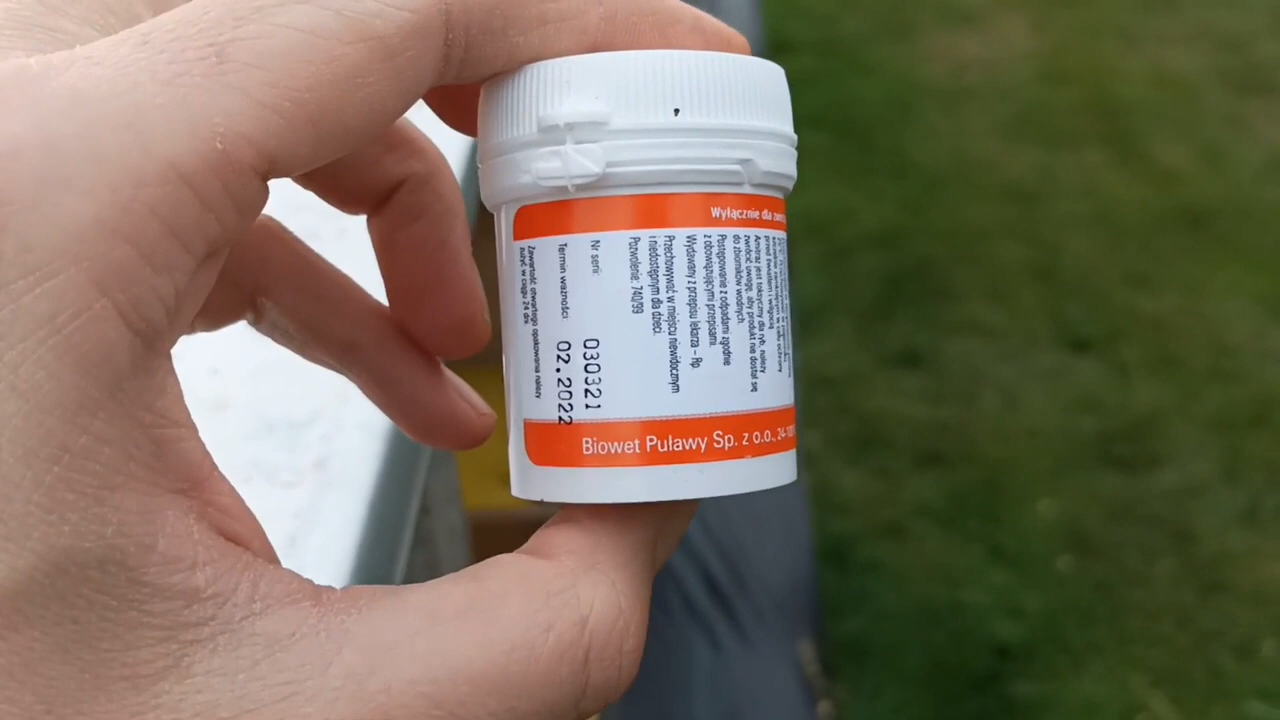 Wyłącznie dla
Amitraz jest toksyczny dla ryb, należy
zwrócić uwagę, aby produkt nie dostał się
do zbiorników wodnych.
Postępowanie z odpadami zgodnie
z obowiązującymi przepisami.
Wydawany z przepisu lekarza – Rp.
Przechowywać w miejscu niewidocznym
i niedostępnym dla dzieci.
Pozwolenie: 740/99
Nr serii: 030321
Termin ważności: 02.2022
Zawartość otwartego opakowania należy
zużyć w ciągu 24 dni.
Biowet Puławy Sp. z o.o.,